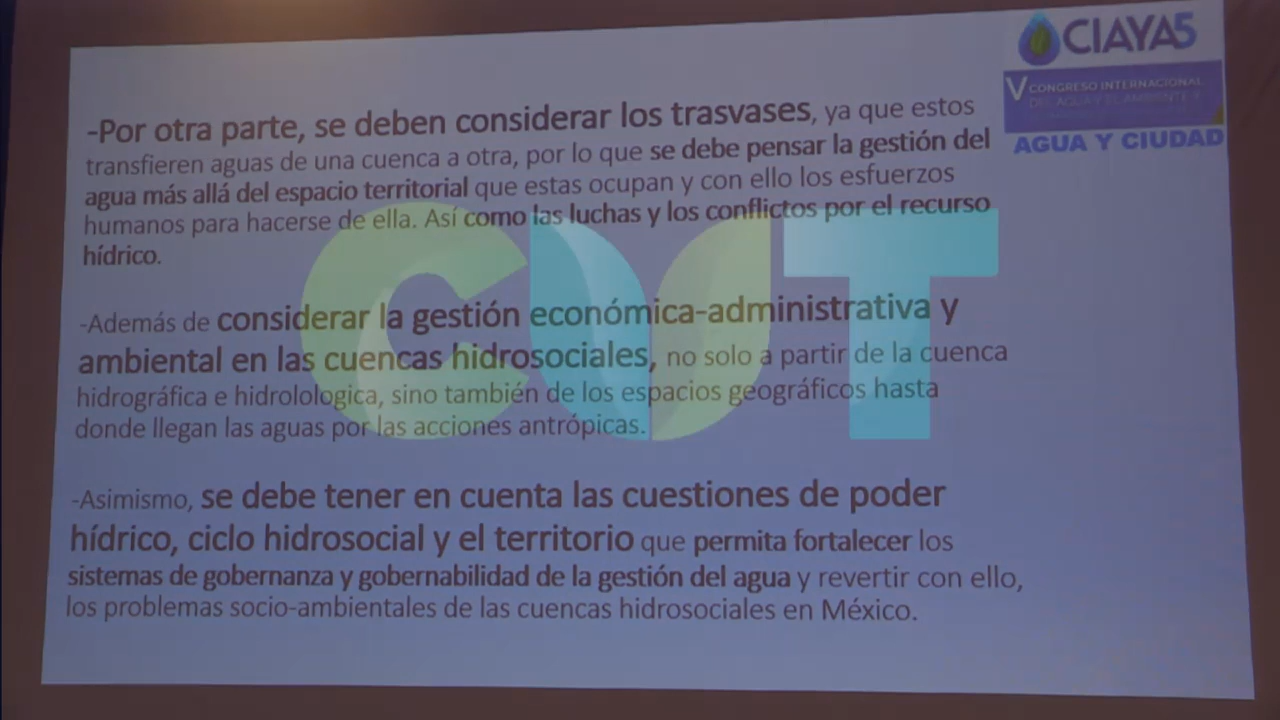 CIAYA5
V CONGRESO INTERNACIONAL
DEL AGUA Y EL AMBIENTE
AGUA Y CIUDAD
-Por otra parte, se deben considerar los trasvases, ya que estos
transfieren aguas de una cuenca a otra, por lo que se debe pensar la gestión del
agua más allá del espacio territorial que estas ocupan y con ello los esfuerzos
humanos para hacerse de ella. Así como las luchas y los conflictos por el recurso
hídrico.
-Además de considerar la gestión económica-administrativa y
ambiental en las cuencas hidrosociales, no solo a partir de la cuenca
hidrográfica e hidrolologica, sino también de los espacios geográficos hasta
donde llegan las aguas por las acciones antrópicas.
-Asimismo, se debe tener en cuenta las cuestiones de poder
hídrico, ciclo hidrosocial y el territorio que permita fortalecer los
sistemas de gobernanza y gobernabilidad de la gestión del agua y revertir con ello,
los problemas socio-ambientales de las cuencas hidrosociales en México.
CUT